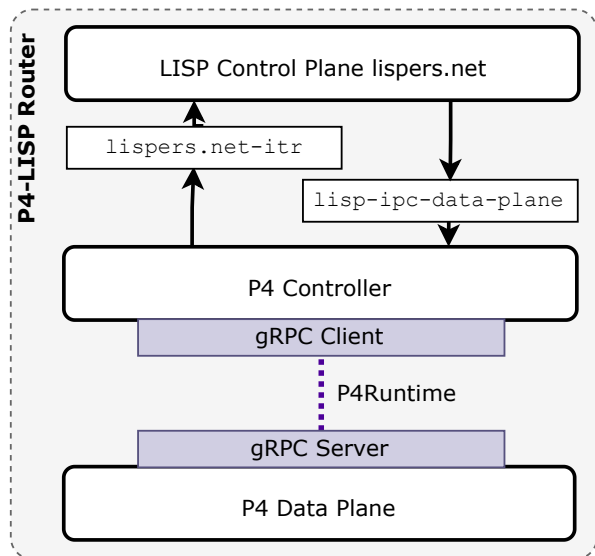 P4-LISP Router
LISP Control Plane lispers.net
lispers.net-itr
lisp-ipc-data-plane
P4 Controller
gRPC Client
P4Runtime
gRPC Server
P4 Data Plane